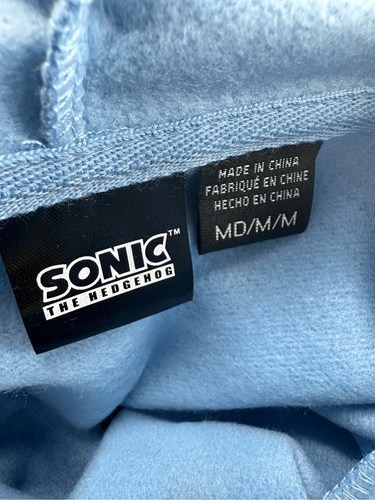 SONIC™
THE HEDGEHOG
MADE IN CHINA
FABRIQUÉ EN CHINE
HECHO EN CHINA
MD/M/M